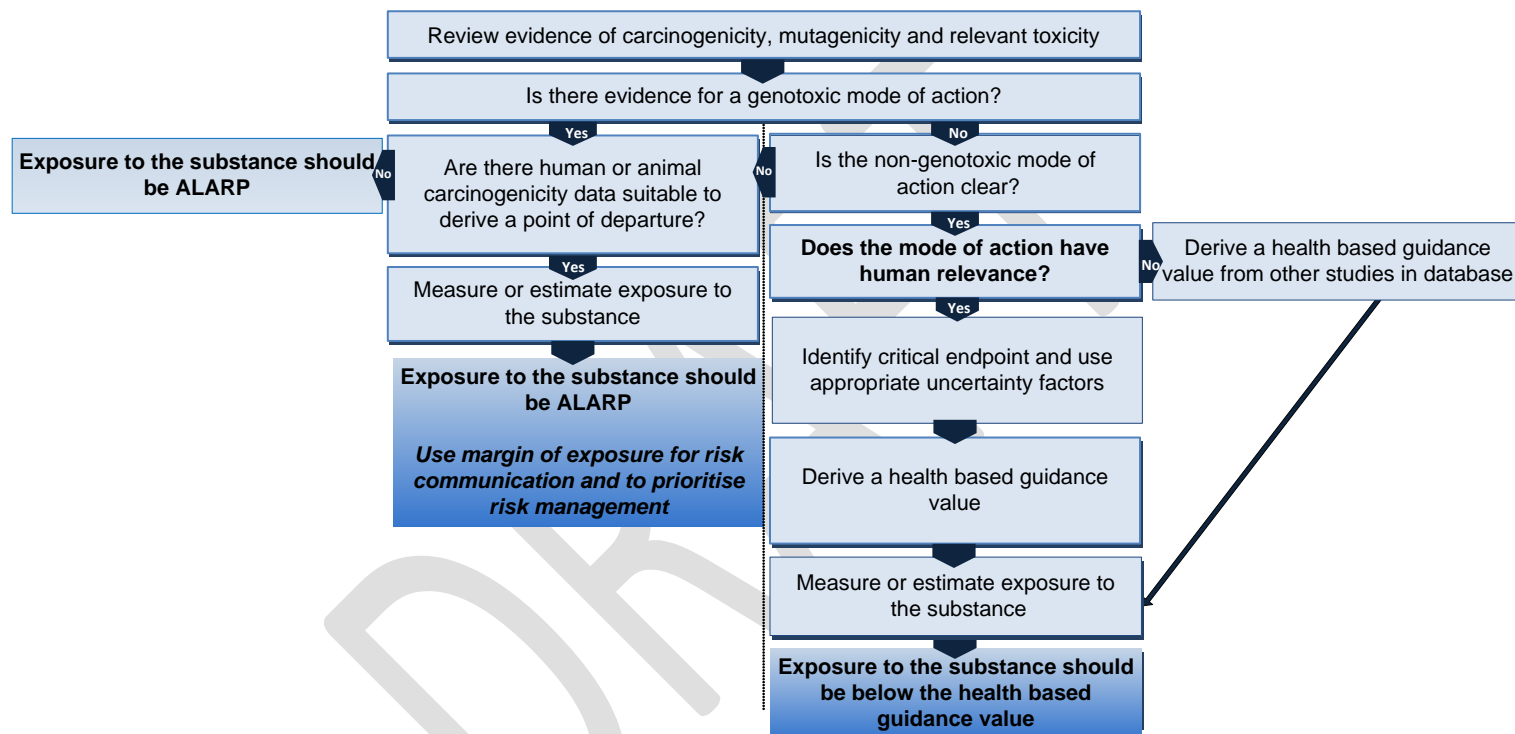 Review evidence of carcinogenicity, mutagenicity and relevant toxicity
Is there evidence for a genotoxic mode of action?
Yes
No
Exposure to the substance should
be ALARP
No
Are there human or animal
carcinogenicity data suitable to
derive a point of departure?
No
Is the non-genotoxic mode of
action clear?
Yes
Does the mode of action have
human relevance?
No
Derive a health based guidance
value from other studies in database
Yes
Measure or estimate exposure to
the substance
Yes
Identify critical endpoint and use
appropriate uncertainty factors
Exposure to the substance should
be ALARP
Use margin of exposure for risk
communication and to prioritise
risk management
Derive a health based guidance
value
Measure or estimate exposure to
the substance
Exposure to the substance should
be below the health based
guidance value